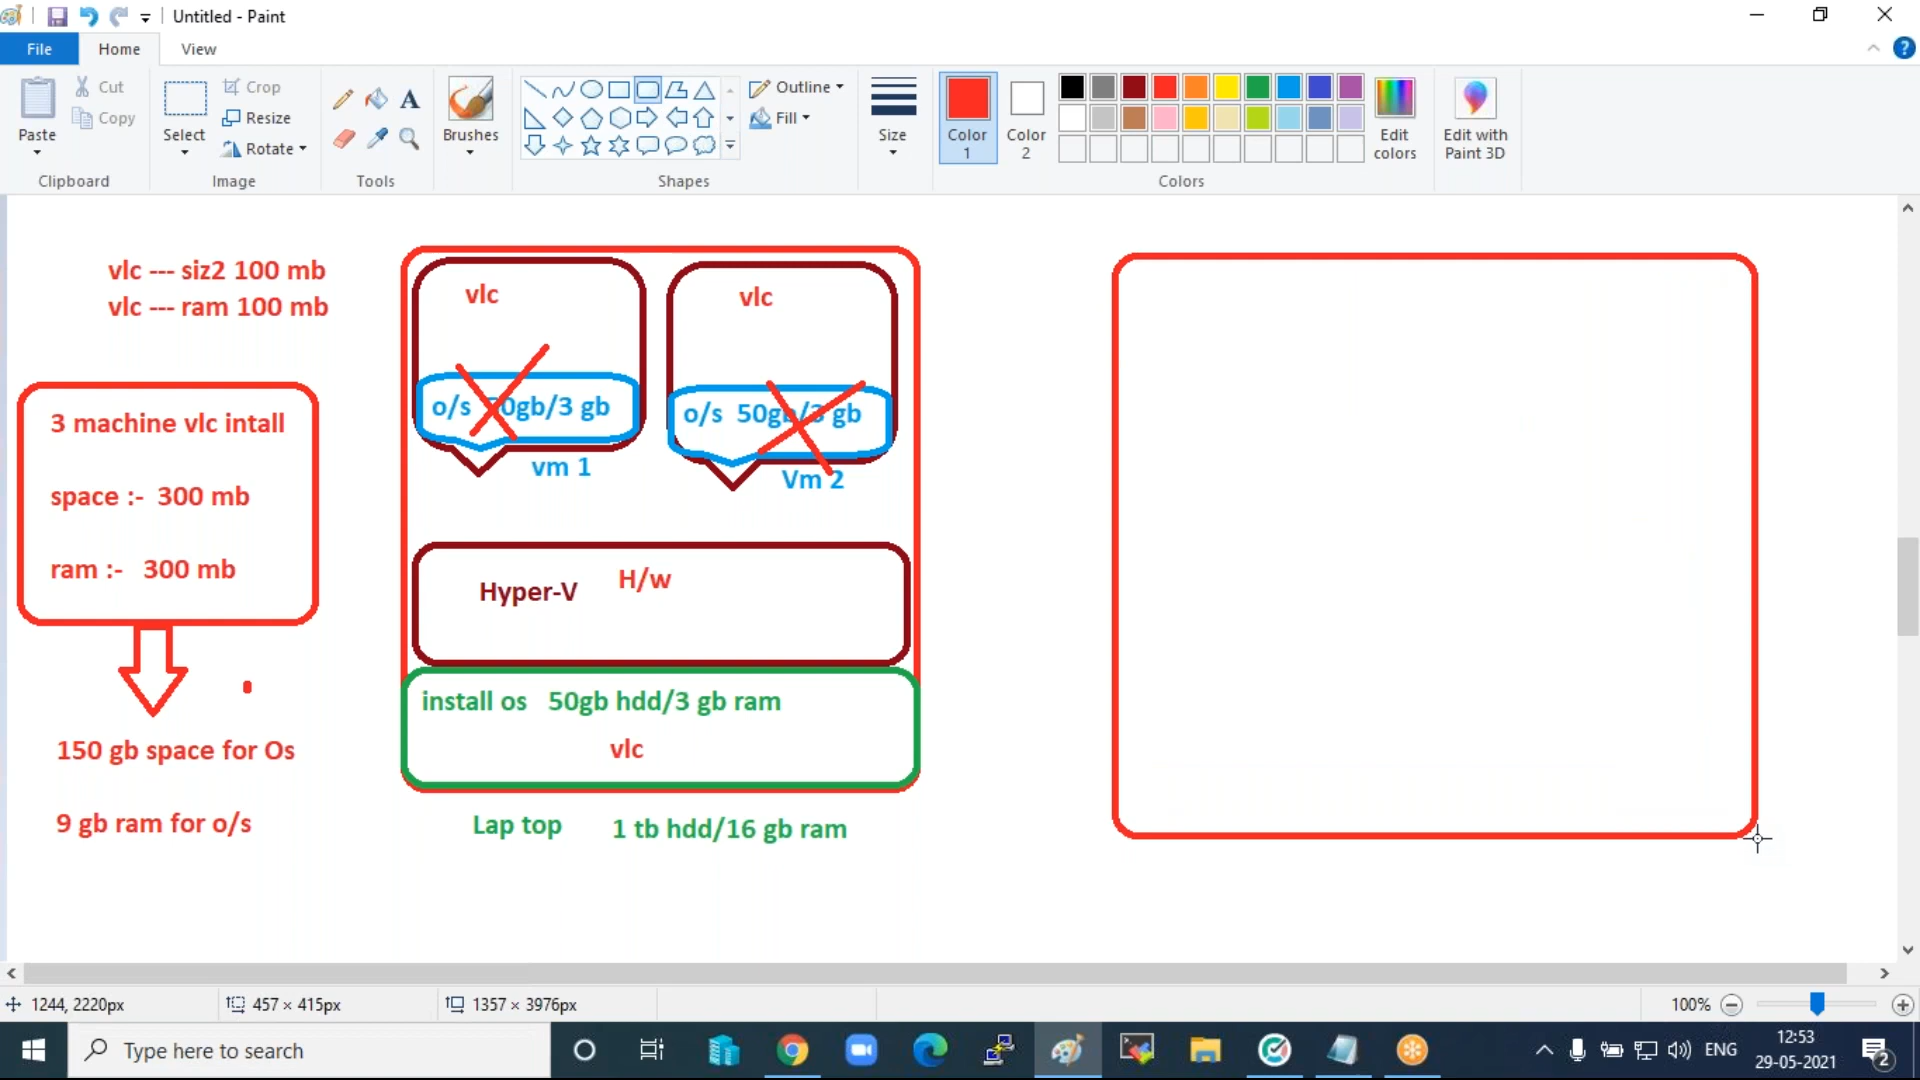 Untitled - Paint
File
Home
View
Paste
Cut
Copy
Clipboard
Select
Crop
Resize
Rotate
Image
Tools
Brushes
Shapes
Outline
Fill
Size
Color 1
Color 2
Colors
Edit colors
Edit with Paint 3D
vlc --- siz2 100 mb
vlc --- ram 100 mb
3 machine vlc intall
space :- 300 mb
ram :- 300 mb
150 gb space for Os
9 gb ram for o/s
vlc
o/s 50gb/3 gb
vm 1
vlc
o/s 50gb/3 gb
Vm 2
Hyper-V
H/w
install os 50gb hdd/3 gb ram
vlc
Lap top
1 tb hdd/16 gb ram
1244, 2220px
457 × 415px
1357 × 3976px
100%
Type here to search
ENG
12:53
29-05-2021
2